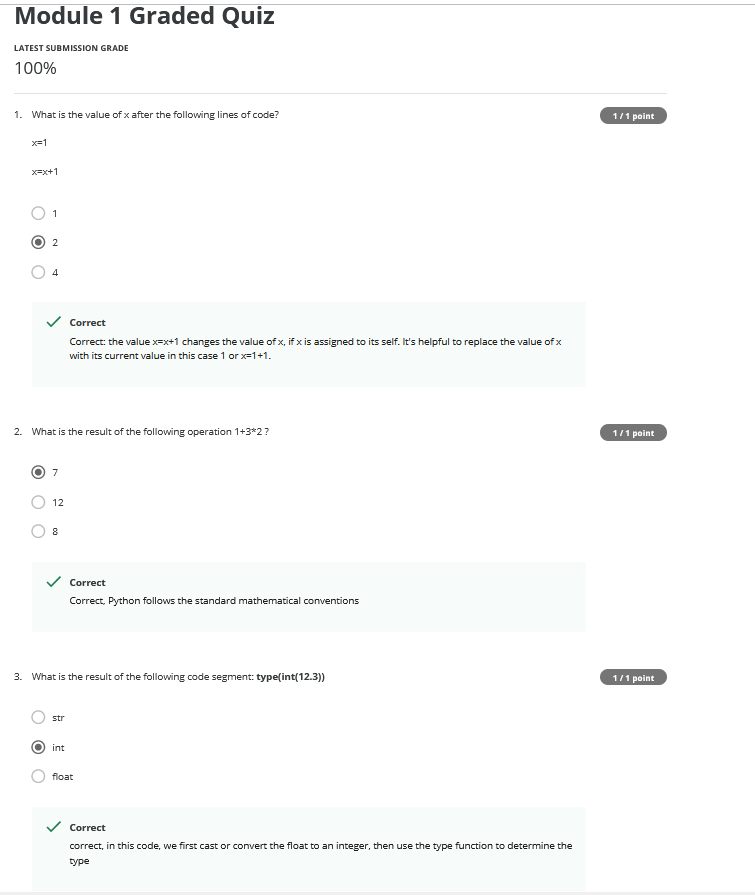 Module 1 Graded Quiz
LATEST SUBMISSION GRADE
100%
1. What is the value of x after the following lines of code?
1 / 1 point
x=1
x=x+1
1
2
4
Correct
Correct: the value x=x+1 changes the value of x, if x is assigned to its self. It's helpful to replace the value of x
with its current value in this case 1 or x=1+1.
2. What is the result of the following operation 1+3*2 ?
1 / 1 point
7
12
8
Correct
Correct, Python follows the standard mathematical conventions
3. What is the result of the following code segment: type(int(12.3))
1 / 1 point
str
int
float
Correct
correct, in this code, we first cast or convert the float to an integer, then use the type function to determine the
type